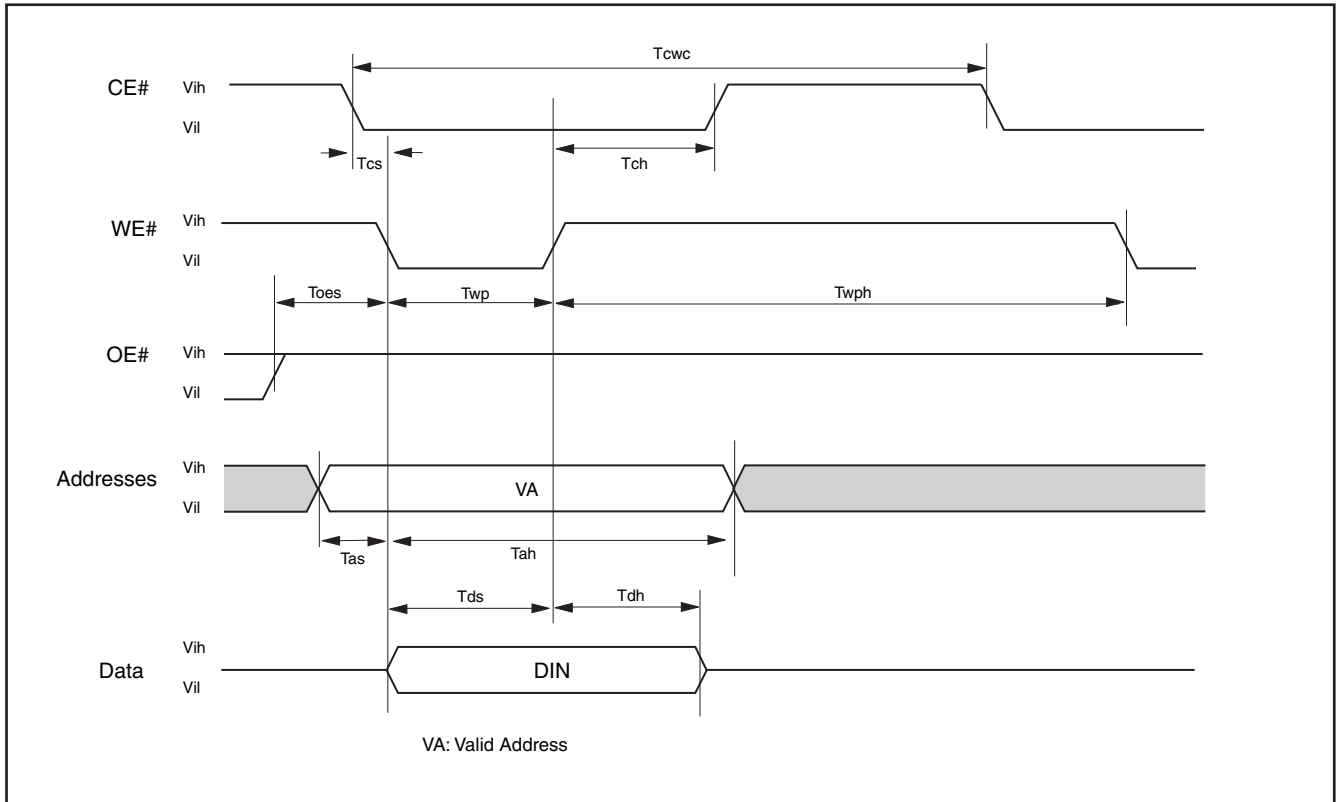 Tcwc
CE#
Vih
Vil
Tcs
Tch
WE#
Vih
Vil
Toes
Twp
Twph
OE#
Vih
Vil
Addresses
Vih
Vil
VA
Tas
Tah
Tds
Tdh
Data
Vih
Vil
DIN
VA: Valid Address